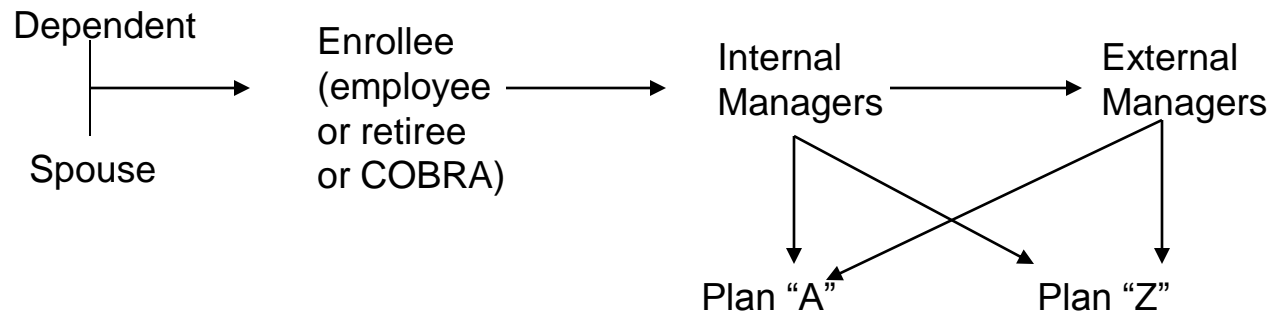 Dependent
Spouse
Enrollee
(employee
or retiree
or COBRA)
Internal
Managers
External
Managers
Plan “A”
Plan “Z”